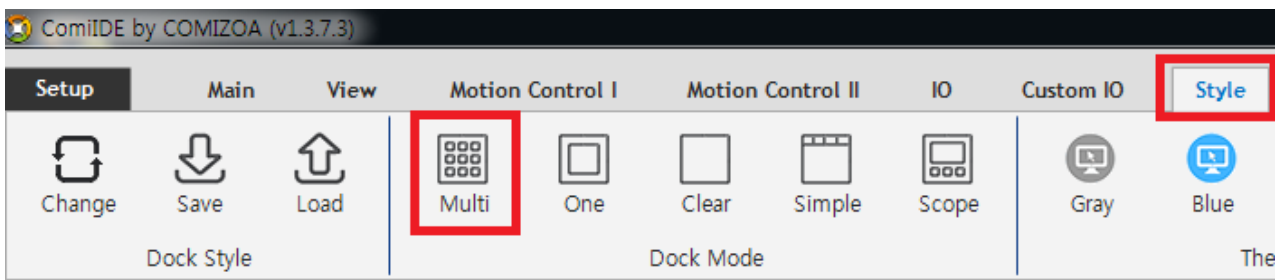 ComiIDE by COMIZOA (v1.3.7.3)
Setup Main View Motion Control I Motion Control II IO Custom IO Style
Change Save Load Multi One Clear Simple Scope Gray Blue
Dock Style Dock Mode The